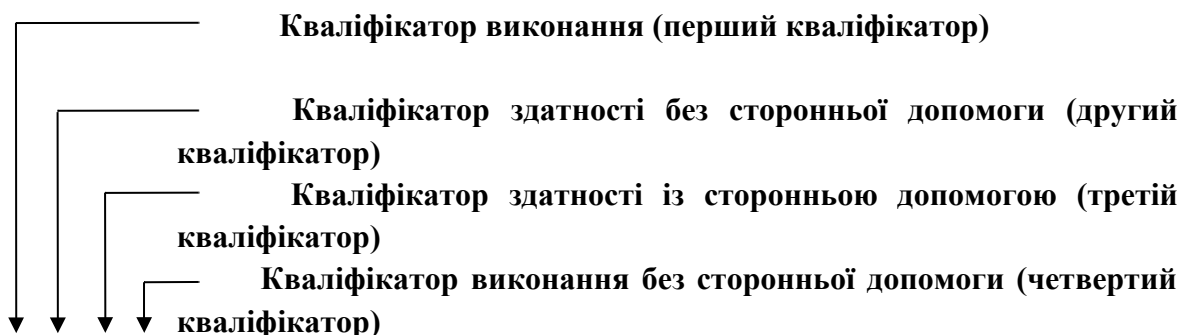 Кваліфікатор виконання (перший кваліфікатор)
Кваліфікатор здатності без сторонньої допомоги (другий
кваліфікатор)
Кваліфікатор здатності із сторонньою допомогою (третій
кваліфікатор)
Кваліфікатор виконання без сторонньої допомоги (четвертий
кваліфікатор)